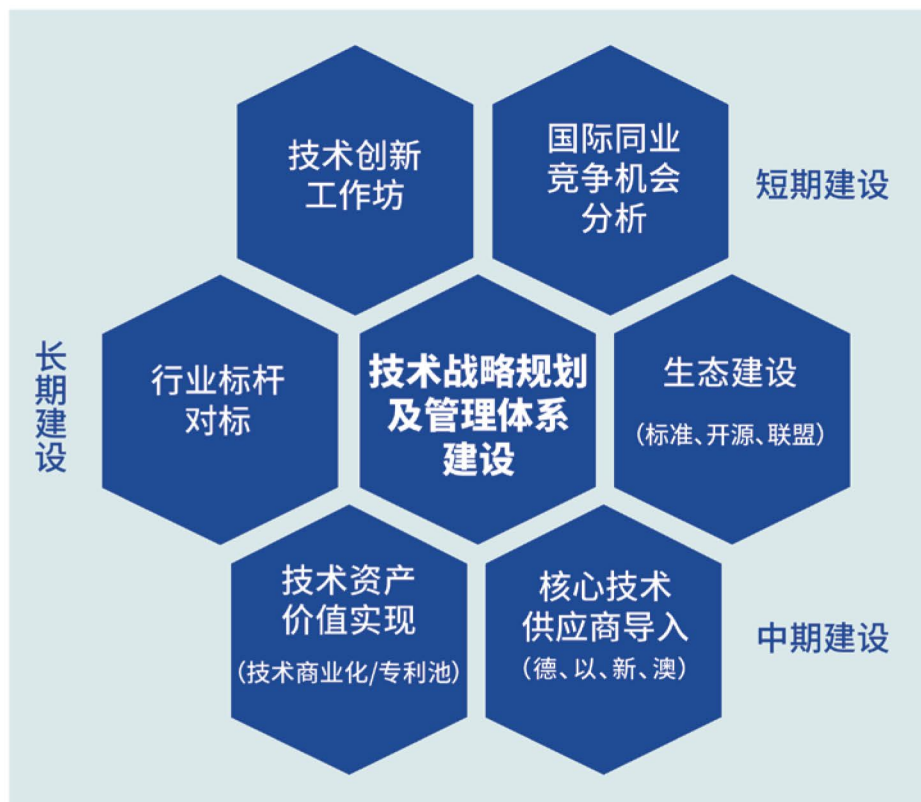 技术创新
工作坊
国际同业
竞争机会
分析
短期建设
长期建设
行业标杆
对标
技术战略规划
及管理体系
建设
生态建设
（标准、开源、联盟）
技术资产
价值实现
（技术商业化/专利池）
核心技术
供应商导入
（德、以、新、澳）
中期建设